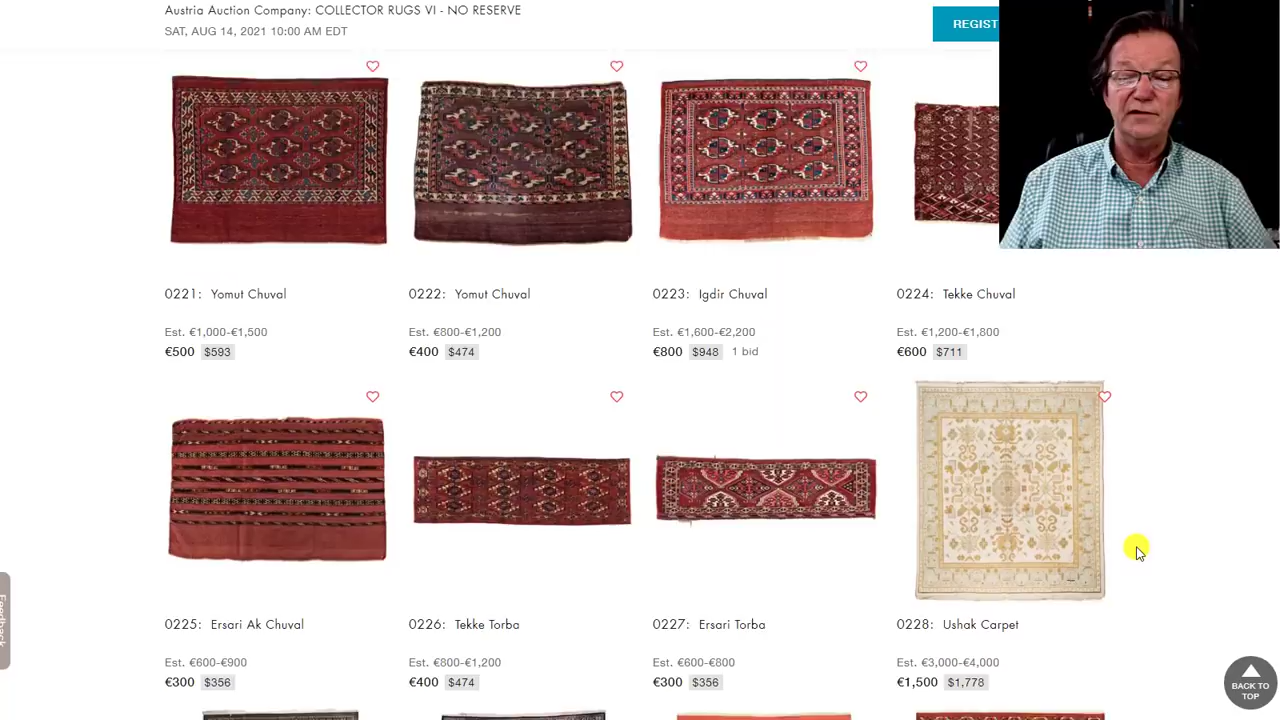 Austria Auction Company: COLLECTOR RUGS VI - NO RESERVE
SAT, AUG 14, 2021 10:00 AM EDT
REGIST
0221: Yomut Chuval
Est. €1,000-€1,500
€500 $593
0222: Yomut Chuval
Est. €800-€1,200
€400 $474
0223: Igdir Chuval
Est. €1,600-€2,200
€800 $948 1 bid
0224: Tekke Chuval
Est. €1,200-€1,800
€600 $711
0225: Ersari Ak Chuval
Est. €600-€900
€300 $356
0226: Tekke Torba
Est. €800-€1,200
€400 $474
0227: Ersari Torba
Est. €600-€800
€300 $356
0228: Ushak Carpet
Est. €3,000-€4,000
€1,500 $1,778
Feedback
BACK TO
TOP